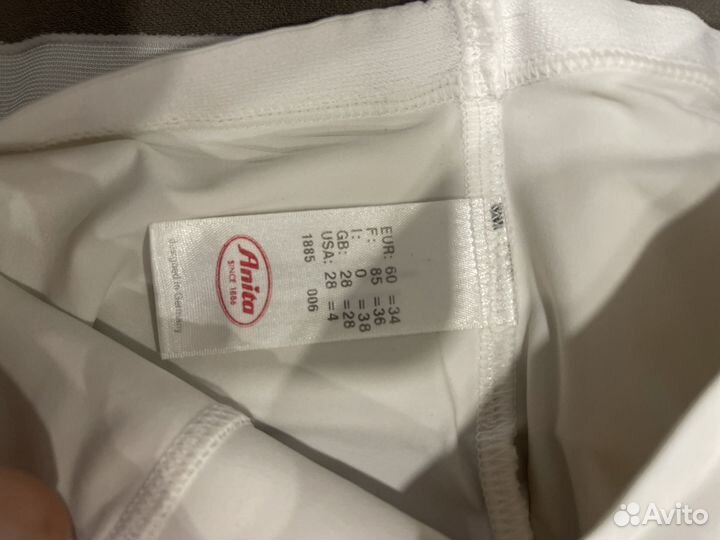 Anita
SINCE 1886
designed in Germany
EUR: 60 =34
F: 85 =36
I: 0 =38
GB: 28 =28
USA: 28 =4
1885 006
Avito